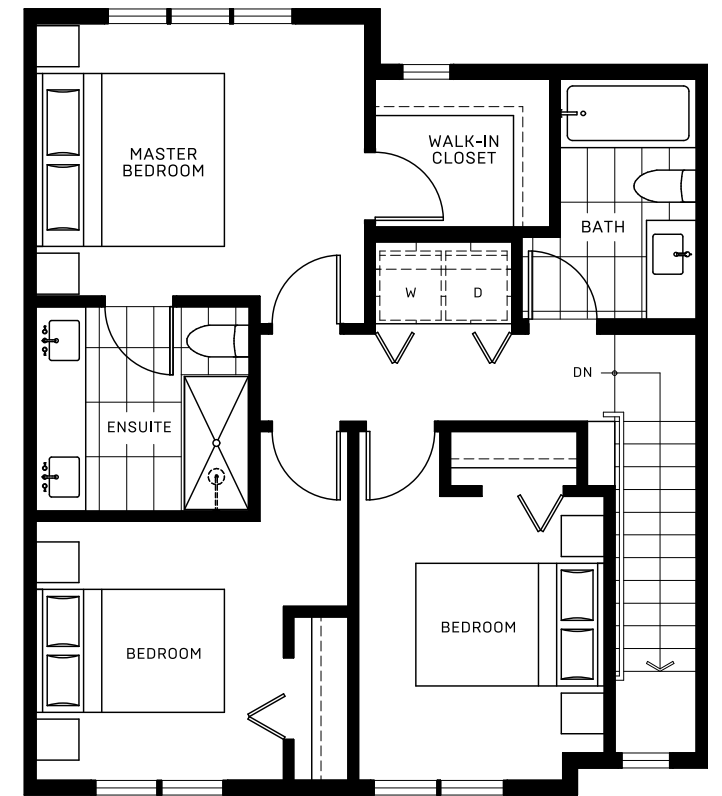 MASTER
BEDROOM
WALK-IN
CLOSET
BATH
W
D
DN
ENSUITE
BEDROOM
BEDROOM